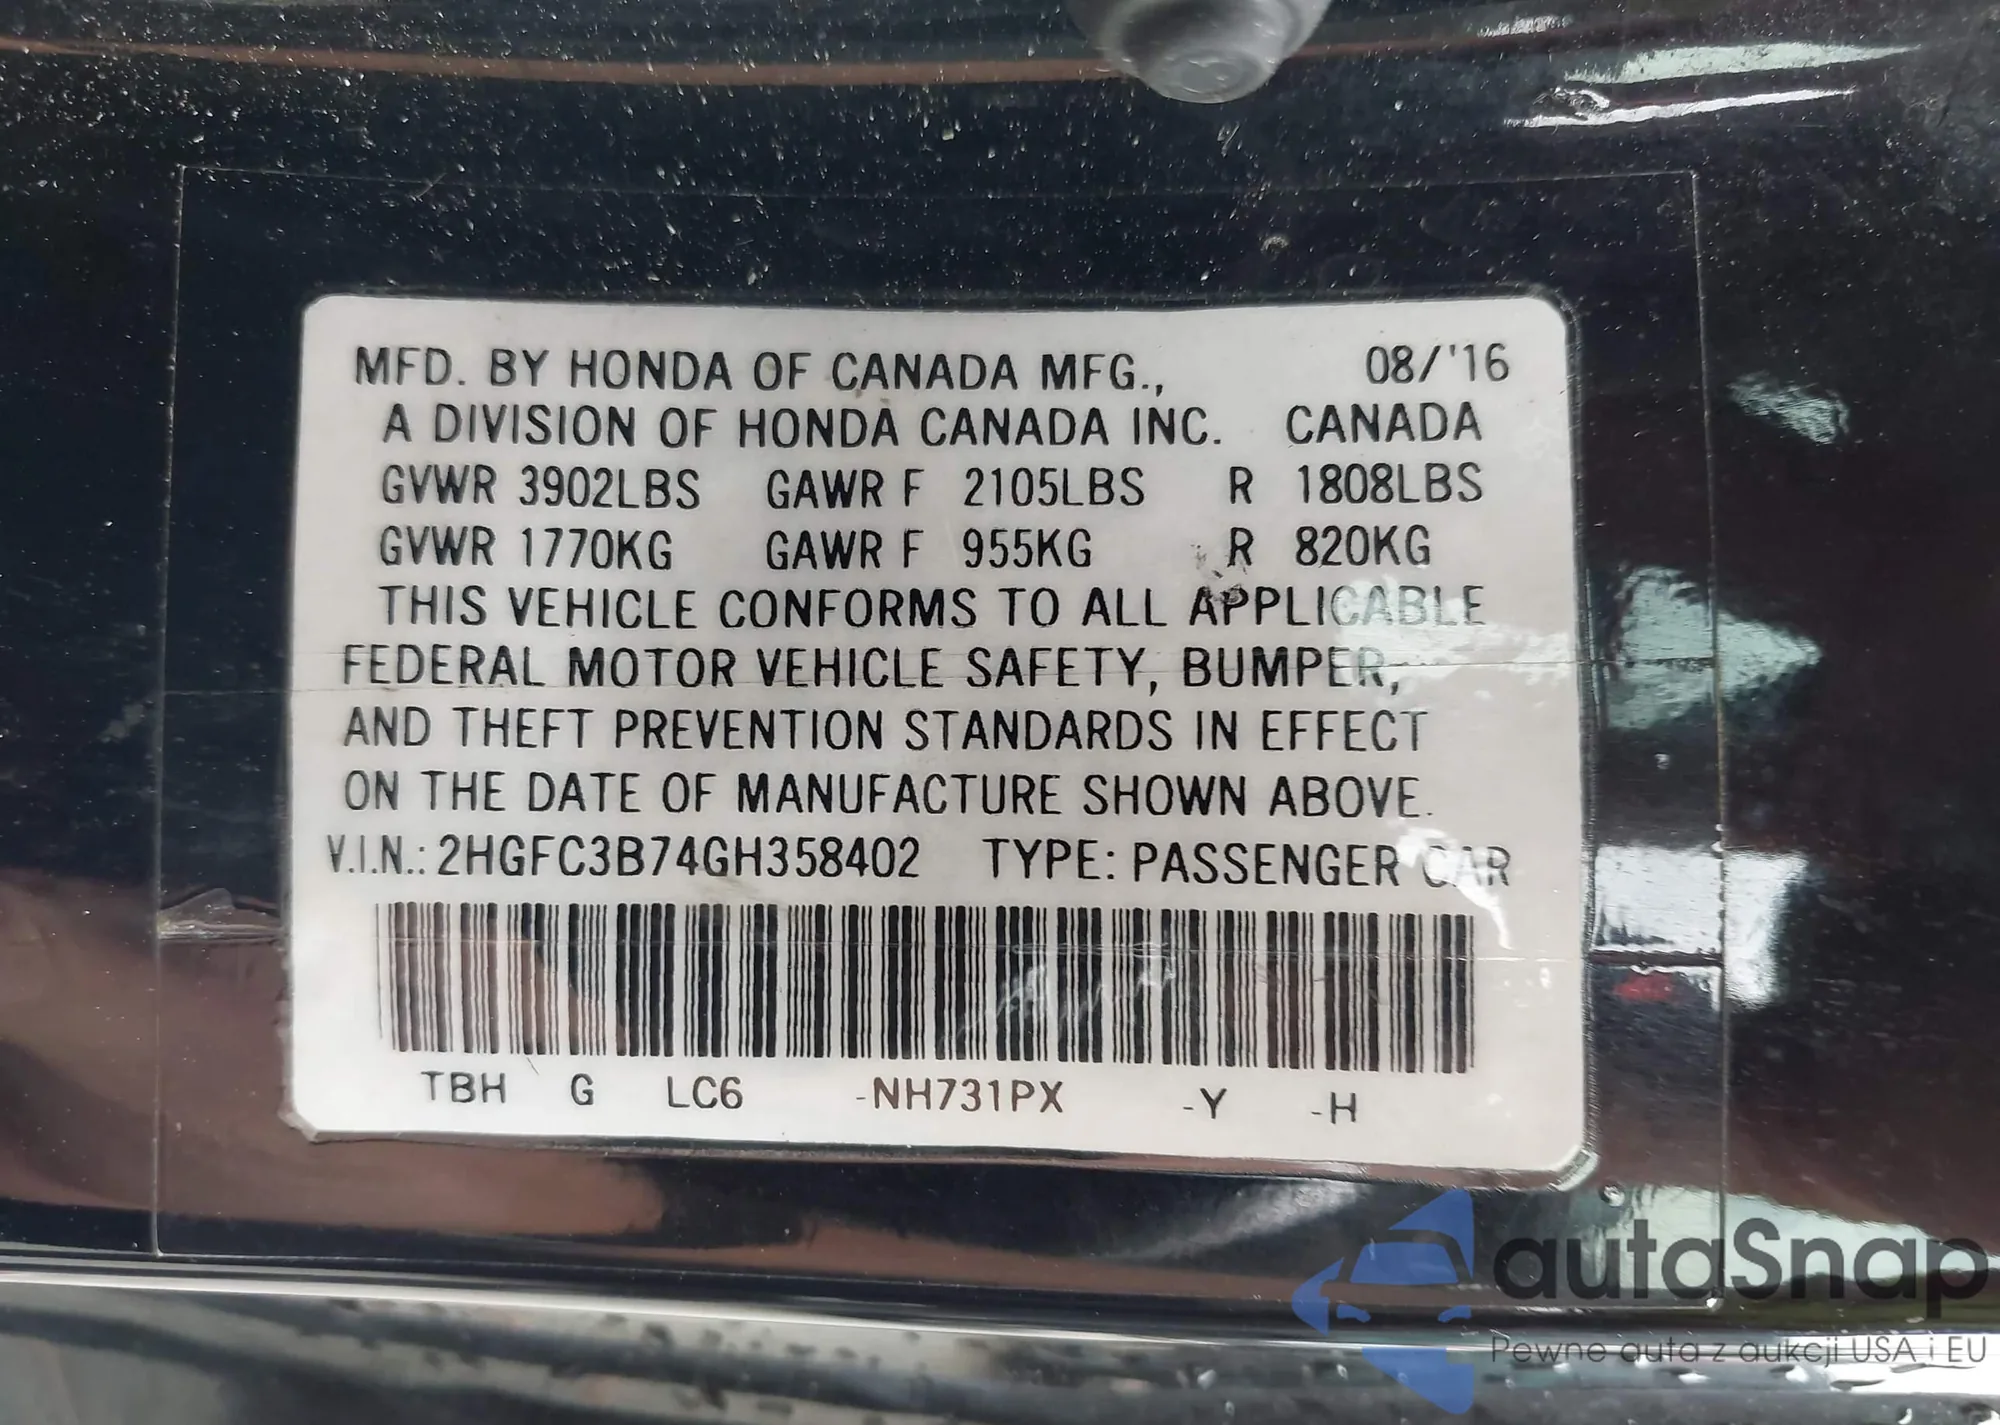 MFD. BY HONDA OF CANADA MFG., 08/'16
A DIVISION OF HONDA CANADA INC. CANADA
GVWR 3902LBS GAWR F 2105LBS R 1808LBS
GVWR 1770KG GAWR F 955KG R 820KG
THIS VEHICLE CONFORMS TO ALL APPLICABLE
FEDERAL MOTOR VEHICLE SAFETY, BUMPER,
AND THEFT PREVENTION STANDARDS IN EFFECT
ON THE DATE OF MANUFACTURE SHOWN ABOVE.
V.I.N.: 2HGFC3B74GH358402 TYPE: PASSENGER CAR
TBH G LC6 -NH731PX -Y -H
autaSnap
Pewne auta z aukcji USA i EU